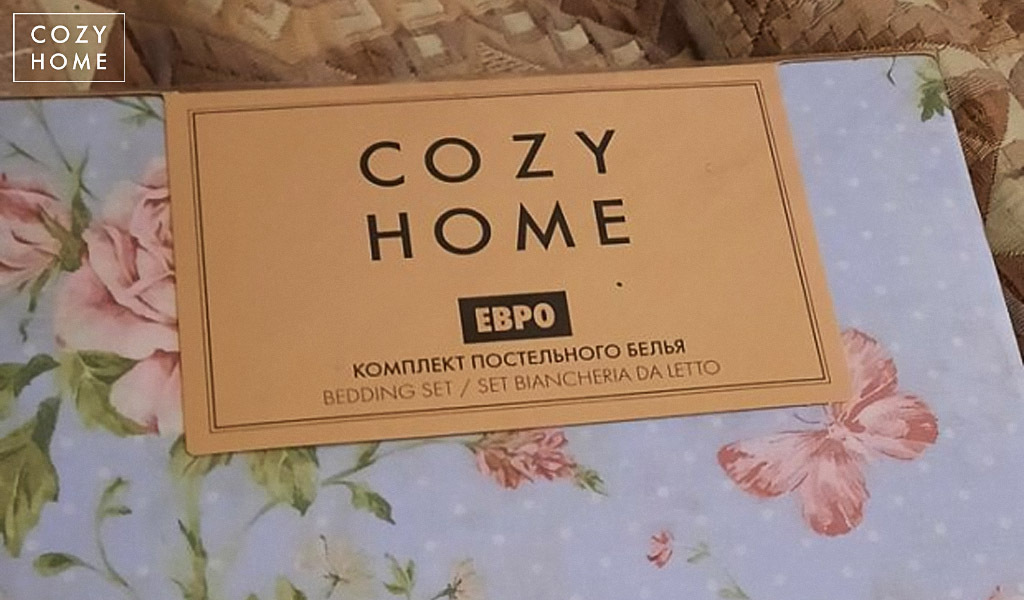 COZY
HOME
COZY
HOME
ЕВРО
КОМПЛЕКТ ПОСТЕЛЬНОГО БЕЛЬЯ
BEDDING SET / SET BIANCHERIA DA LETTO